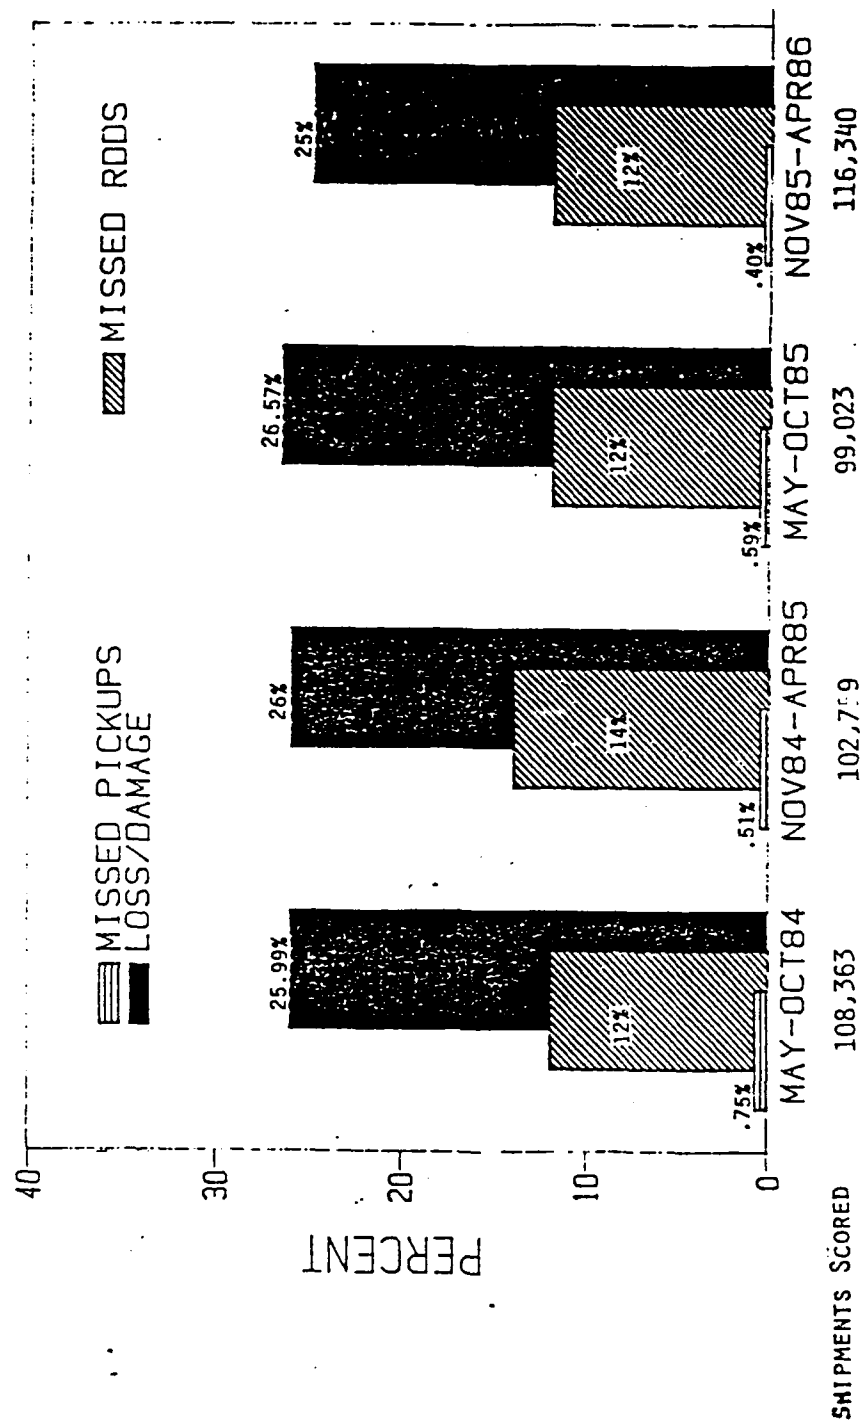 MISSED PICKUPS
LOSS/DAMAGE
MISSED RDDS
PERCENT
40
30
20
10
0
.75%
12%
25.99%
.51%
14%
26%
.59%
12%
26.57%
.40%
12%
25%
MAY-OCT84
NOV84-APR85
MAY-OCT85
NOV85-APR86
SHIPMENTS SCORED
108,363
99,023
116,340